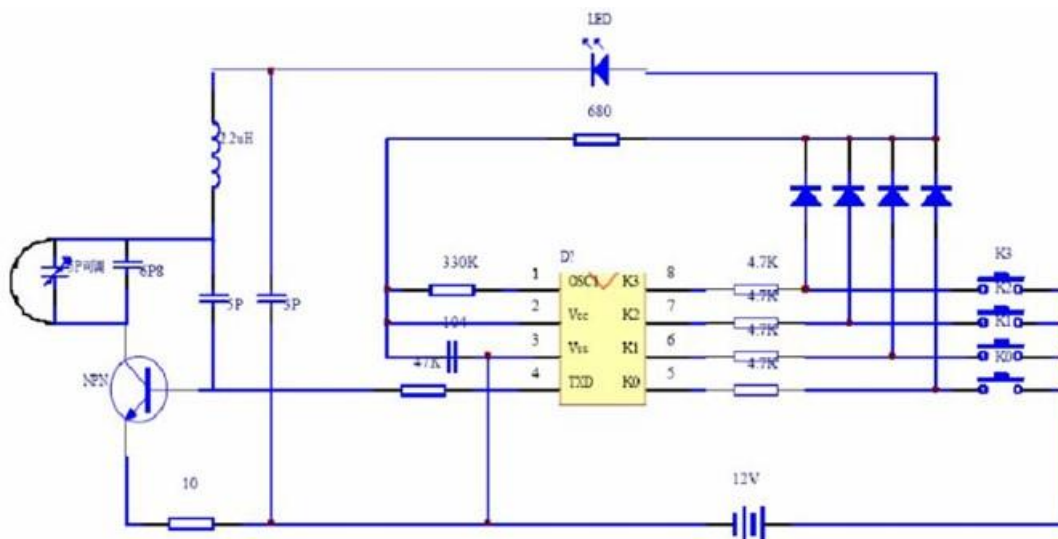 LED
680
2.2uH
6P8
5P
5P
330K
1
OSC1
K3
8
4.7K
K3
K2
2
Vcc
K2
7
4.7K
K1
104
3
Vss
K1
6
4.7K
K0
47K
4
TXD
K0
5
4.7K
NPN
10
12V